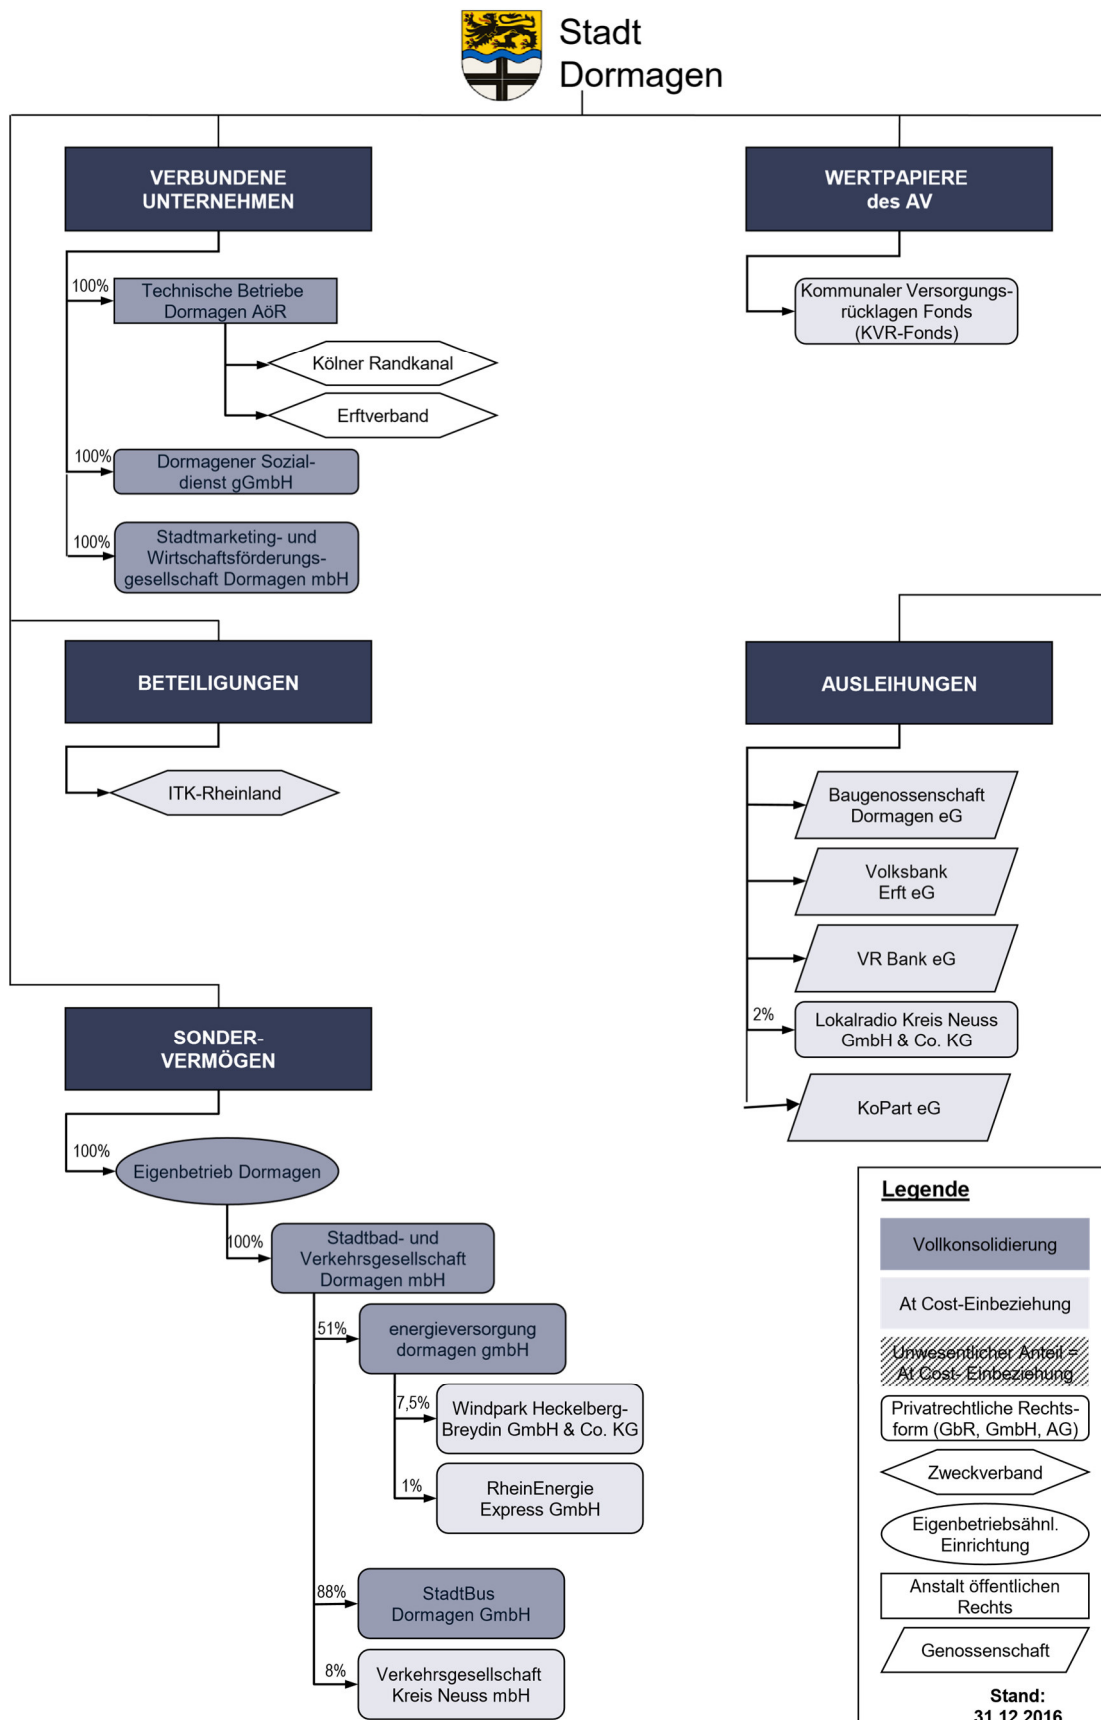 Stadt
Dormagen
VERBUNDENE
UNTERNEHMEN
100%
Technische Betriebe
Dormagen AöR
Kölner Randkanal
Erftverband
100%
Dormagener Sozial-
dienst gGmbH
100%
Stadtmarketing- und
Wirtschaftsförderungs-
gesellschaft Dormagen mbH
BETEILIGUNGEN
ITK-Rheinland
SONDER-
VERMÖGEN
100%
Eigenbetrieb Dormagen
100%
Stadtbad- und
Verkehrsgesellschaft
Dormagen mbH
51%
energieversorgung
dormagen gmbH
7,5%
Windpark Heckelberg-
Breydin GmbH & Co. KG
1%
RheinEnergie
Express GmbH
88%
StadtBus
Dormagen GmbH
8%
Verkehrsgesellschaft
Kreis Neuss mbH
WERTPAPIERE
des AV
Kommunaler Versorgungs-
rücklagen Fonds
(KVR-Fonds)
AUSLEIHUNGEN
Baugenossenschaft
Dormagen eG
Volksbank
Erft eG
VR Bank eG
2%
Lokalradio Kreis Neuss
GmbH & Co. KG
KoPart eG
Legende
Vollkonsolidierung
At Cost-Einbeziehung
Unwesentlicher Anteil =
At Cost- Einbeziehung
Privatrechtliche Rechts-
form (GbR, GmbH, AG)
Zweckverband
Eigenbetriebsähnl.
Einrichtung
Anstalt öffentlichen
Rechts
Genossenschaft
Stand:
31.12.2016